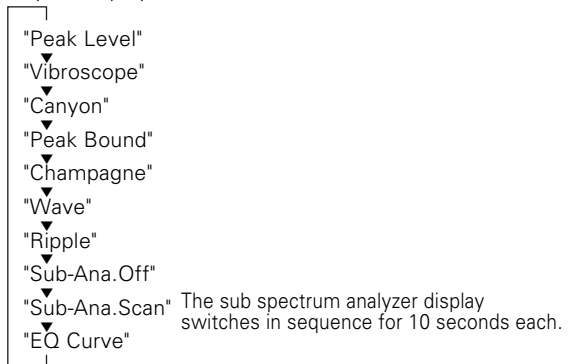 "Peak Level"
"Vibroscope"
"Canyon"
"Peak Bound"
"Champagne"
"Wave"
"Ripple"
"Sub-Ana.Off"
"Sub-Ana.Scan" The sub spectrum analyzer display
switches in sequence for 10 seconds each.
"EQ Curve"